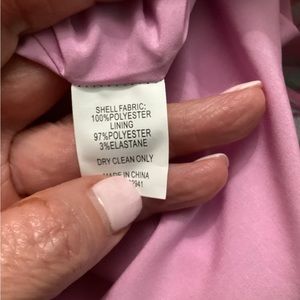 SHELL FABRIC:
100%POLYESTER
LINING
97%POLYESTER
3%ELASTANE
DRY CLEAN ONLY
MADE IN CHINA